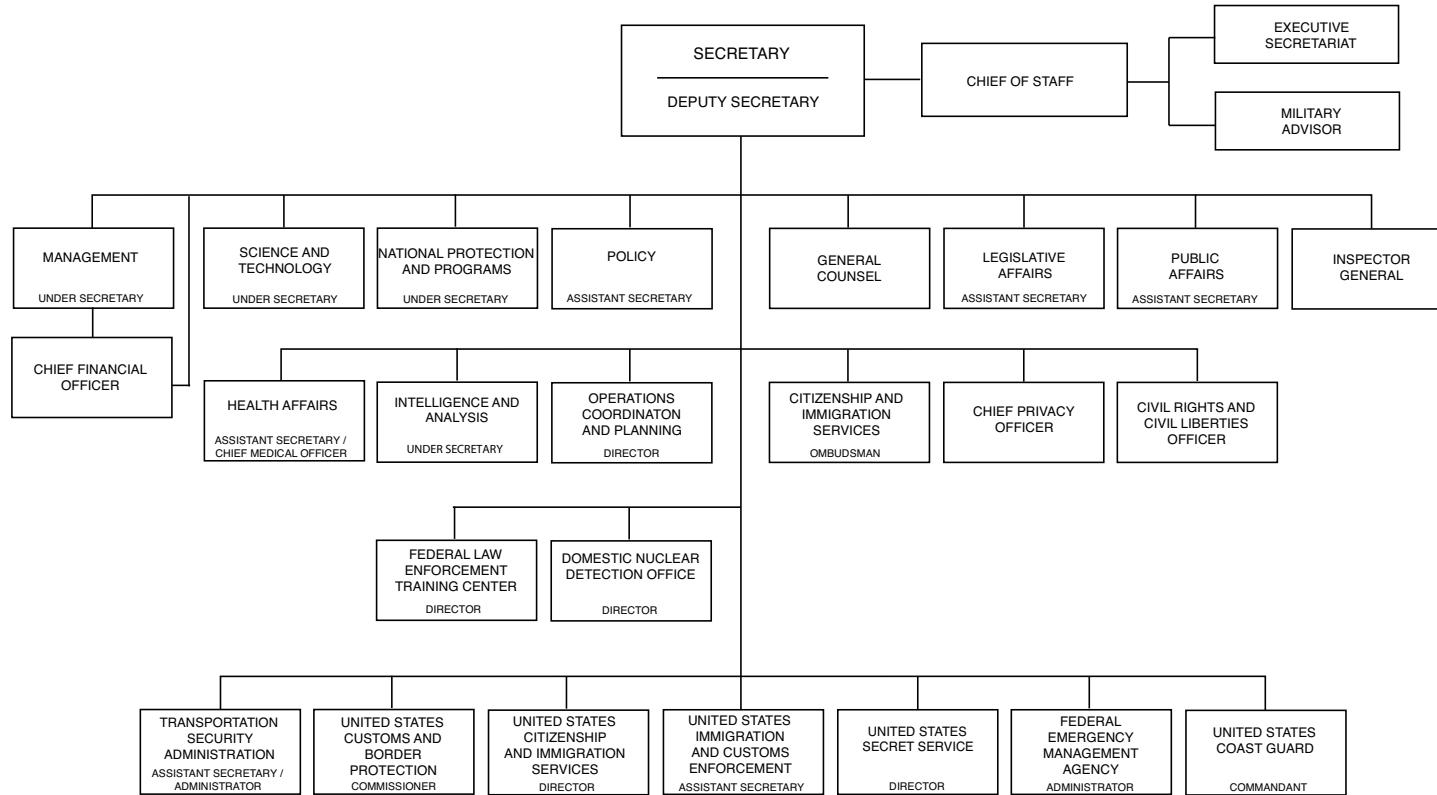 SECRETARY
DEPUTY SECRETARY
CHIEF OF STAFF
EXECUTIVE
SECRETARIAT
MILITARY
ADVISOR
MANAGEMENT
UNDER SECRETARY
SCIENCE AND
TECHNOLOGY
UNDER SECRETARY
NATIONAL PROTECTION
AND PROGRAMS
UNDER SECRETARY
POLICY
ASSISTANT SECRETARY
GENERAL
COUNSEL
LEGISLATIVE
AFFAIRS
ASSISTANT SECRETARY
PUBLIC
AFFAIRS
ASSISTANT SECRETARY
INSPECTOR
GENERAL
CHIEF FINANCIAL
OFFICER
HEALTH AFFAIRS
ASSISTANT SECRETARY /
CHIEF MEDICAL OFFICER
INTELLIGENCE AND
ANALYSIS
UNDER SECRETARY
OPERATIONS
COORDINATON
AND PLANNING
DIRECTOR
CITIZENSHIP AND
IMMIGRATION
SERVICES
OMBUDSMAN
CHIEF PRIVACY
OFFICER
CIVIL RIGHTS AND
CIVIL LIBERTIES
OFFICER
FEDERAL LAW
ENFORCEMENT
TRAINING CENTER
DIRECTOR
DOMESTIC NUCLEAR
DETECTION OFFICE
DIRECTOR
TRANSPORTATION
SECURITY
ADMINISTRATION
ASSISTANT SECRETARY /
ADMINISTRATOR
UNITED STATES
CUSTOMS AND
BORDER
PROTECTION
COMMISSIONER
UNITED STATES
CITIZENSHIP
AND IMMIGRATION
SERVICES
DIRECTOR
UNITED STATES
IMMIGRATION
AND CUSTOMS
ENFORCEMENT
ASSISTANT SECRETARY
UNITED STATES
SECRET SERVICE
DIRECTOR
FEDERAL
EMERGENCY
MANAGEMENT
AGENCY
ADMINISTRATOR
UNITED STATES
COAST GUARD
COMMANDANT